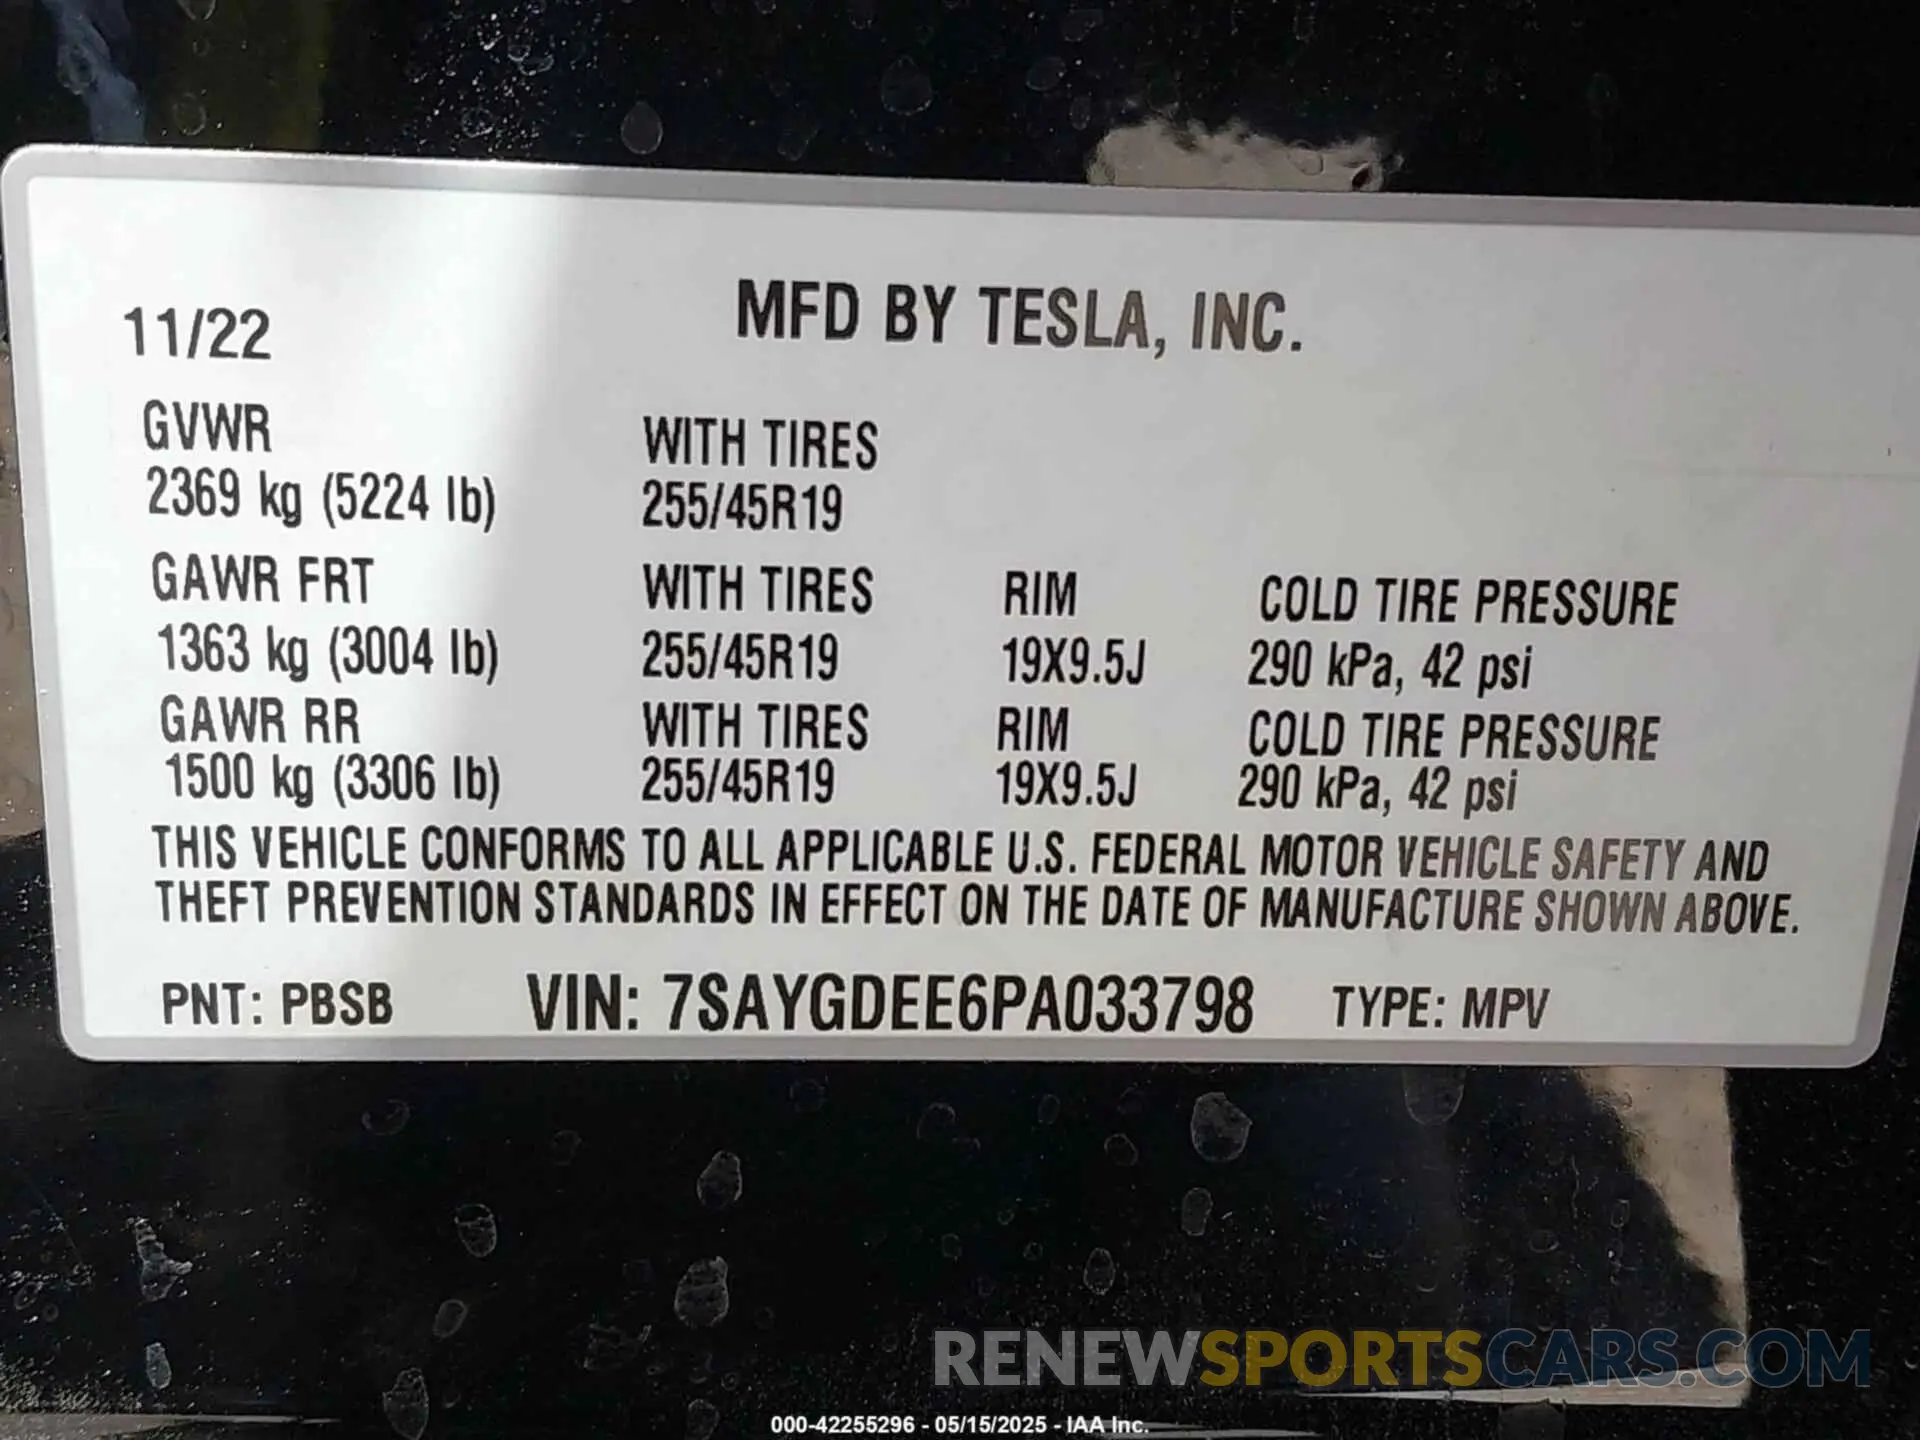 11/22 MFD BY TESLA, INC.
GVWR WITH TIRES
2369 kg (5224 lb) 255/45R19
GAWR FRT WITH TIRES RIM COLD TIRE PRESSURE
1363 kg (3004 lb) 255/45R19 19X9.5J 290 kPa, 42 psi
GAWR RR WITH TIRES RIM COLD TIRE PRESSURE
1500 kg (3306 lb) 255/45R19 19X9.5J 290 kPa, 42 psi
THIS VEHICLE CONFORMS TO ALL APPLICABLE U.S. FEDERAL MOTOR VEHICLE SAFETY AND
THEFT PREVENTION STANDARDS IN EFFECT ON THE DATE OF MANUFACTURE SHOWN ABOVE.
PNT: PBSB VIN: 7SAYGDEE6PA033798 TYPE: MPV
RENEWSPORTSCARS.COM
000-42255296 - 05/15/2025 - IAA Inc.